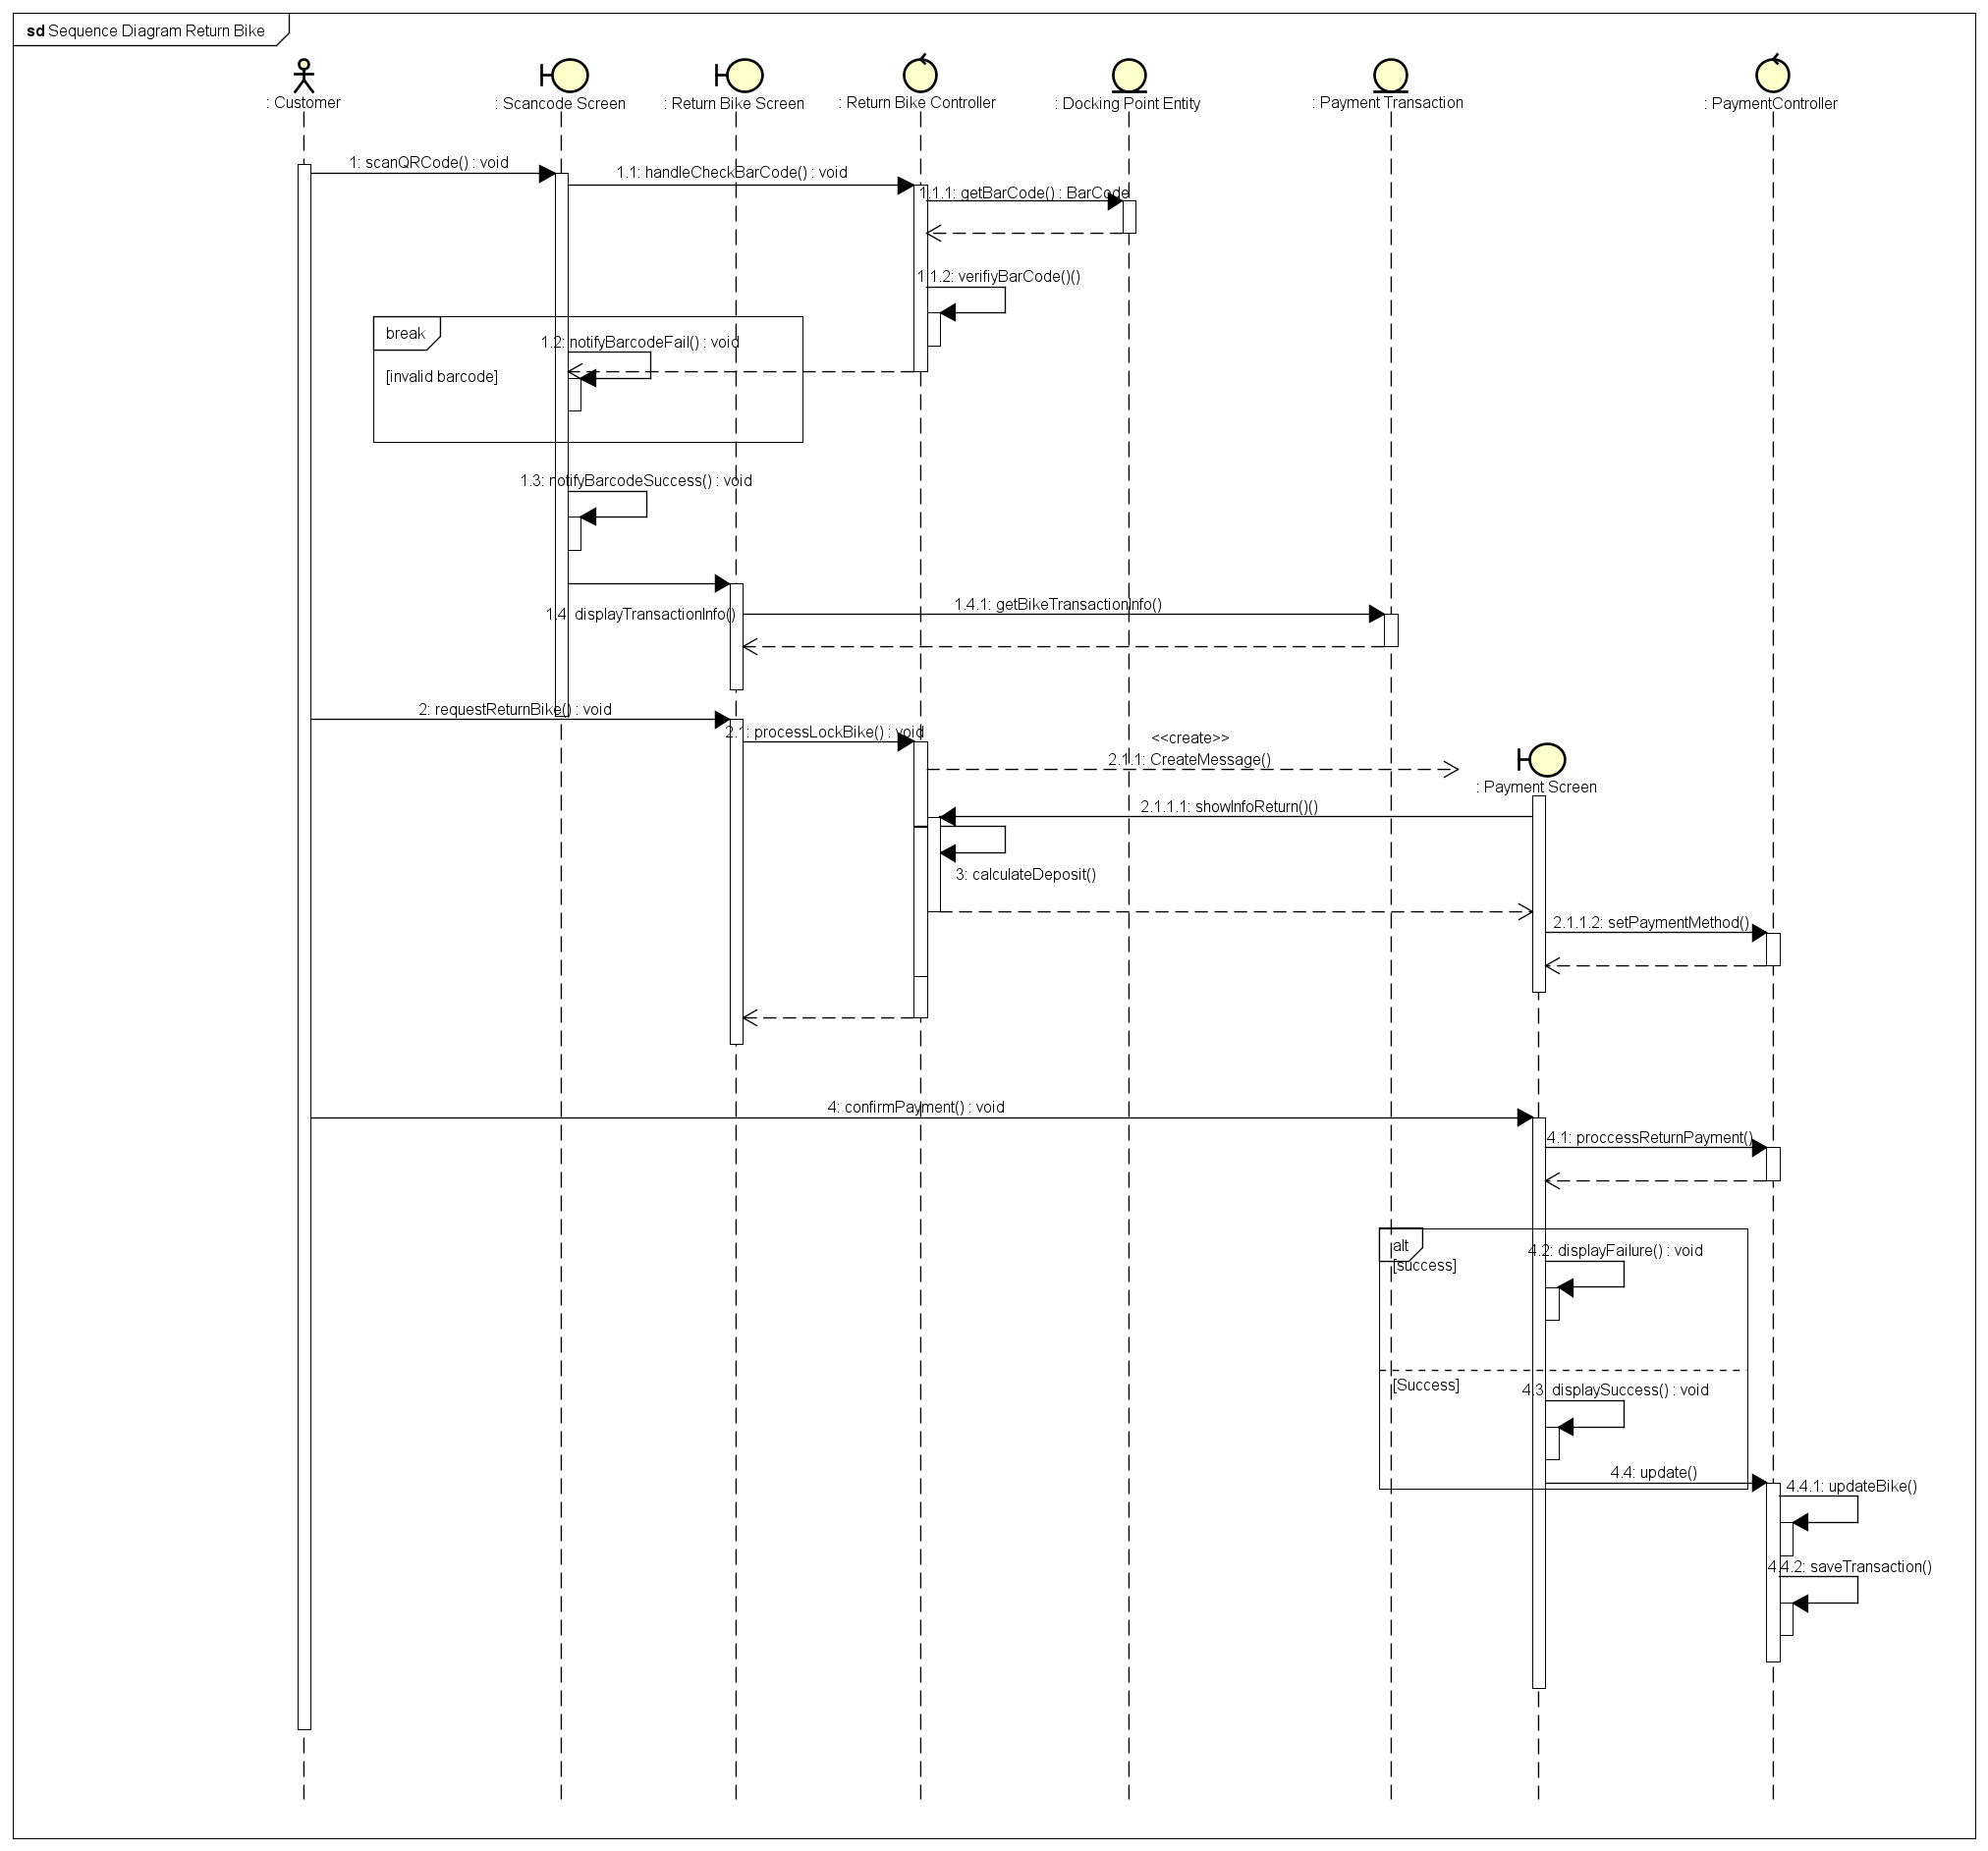 sd Sequence Diagram Return Bike
: Customer
: Scancode Screen
: Return Bike Screen
: Return Bike Controller
: Docking Point Entity
: Payment Transaction
: PaymentController
1: scanQRCode() : void
1.1: handleCheckBarCode() : void
1.1.1: getBarCode() : BarCode
1.1.2: verifiyBarCode()()
break
1.2: notifyBarcodeFail() : void
[invalid barcode]
1.3: notifyBarcodeSuccess() : void
1.4: displayTransactionInfo()
1.4.1: getBikeTransactionInfo()
2: requestReturnBike() : void
2.1: processLockBike() : void
<<create>>
2.1.1: CreateMessage()
: Payment Screen
2.1.1.1: showInfoReturn()()
3: calculateDeposit()
2.1.1.2: setPaymentMethod()
4: confirmPayment() : void
4.1: proccessReturnPayment()
alt
4.2: displayFailure() : void
[success]
[Success]
4.3: displaySuccess() : void
4.4: update()
4.4.1: updateBike()
4.4.2: saveTransaction()